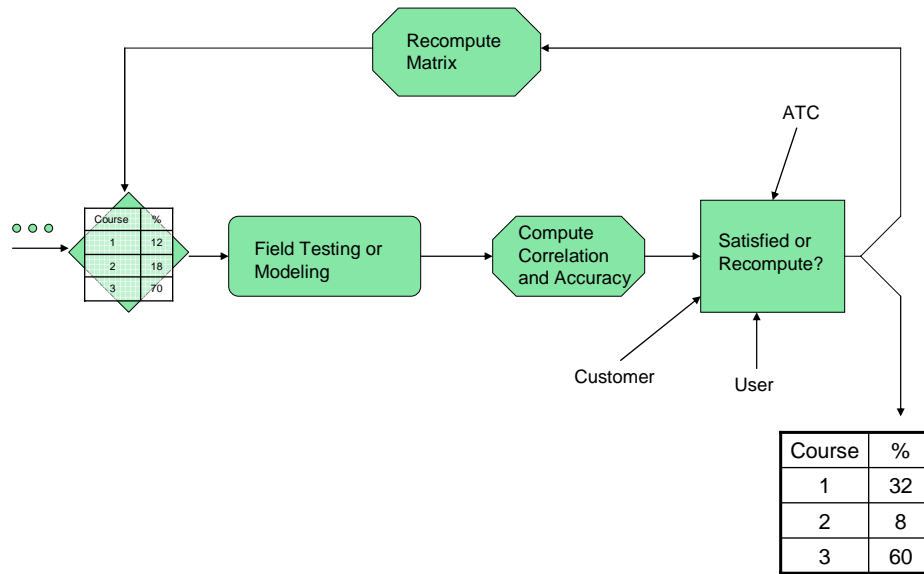 Recompute
Matrix
ATC
Course %
1 12
2 18
3 70
Field Testing or
Modeling
Compute
Correlation
and Accuracy
Satisfied or
Recompute?
Customer
User
Course %
1 32
2 8
3 60